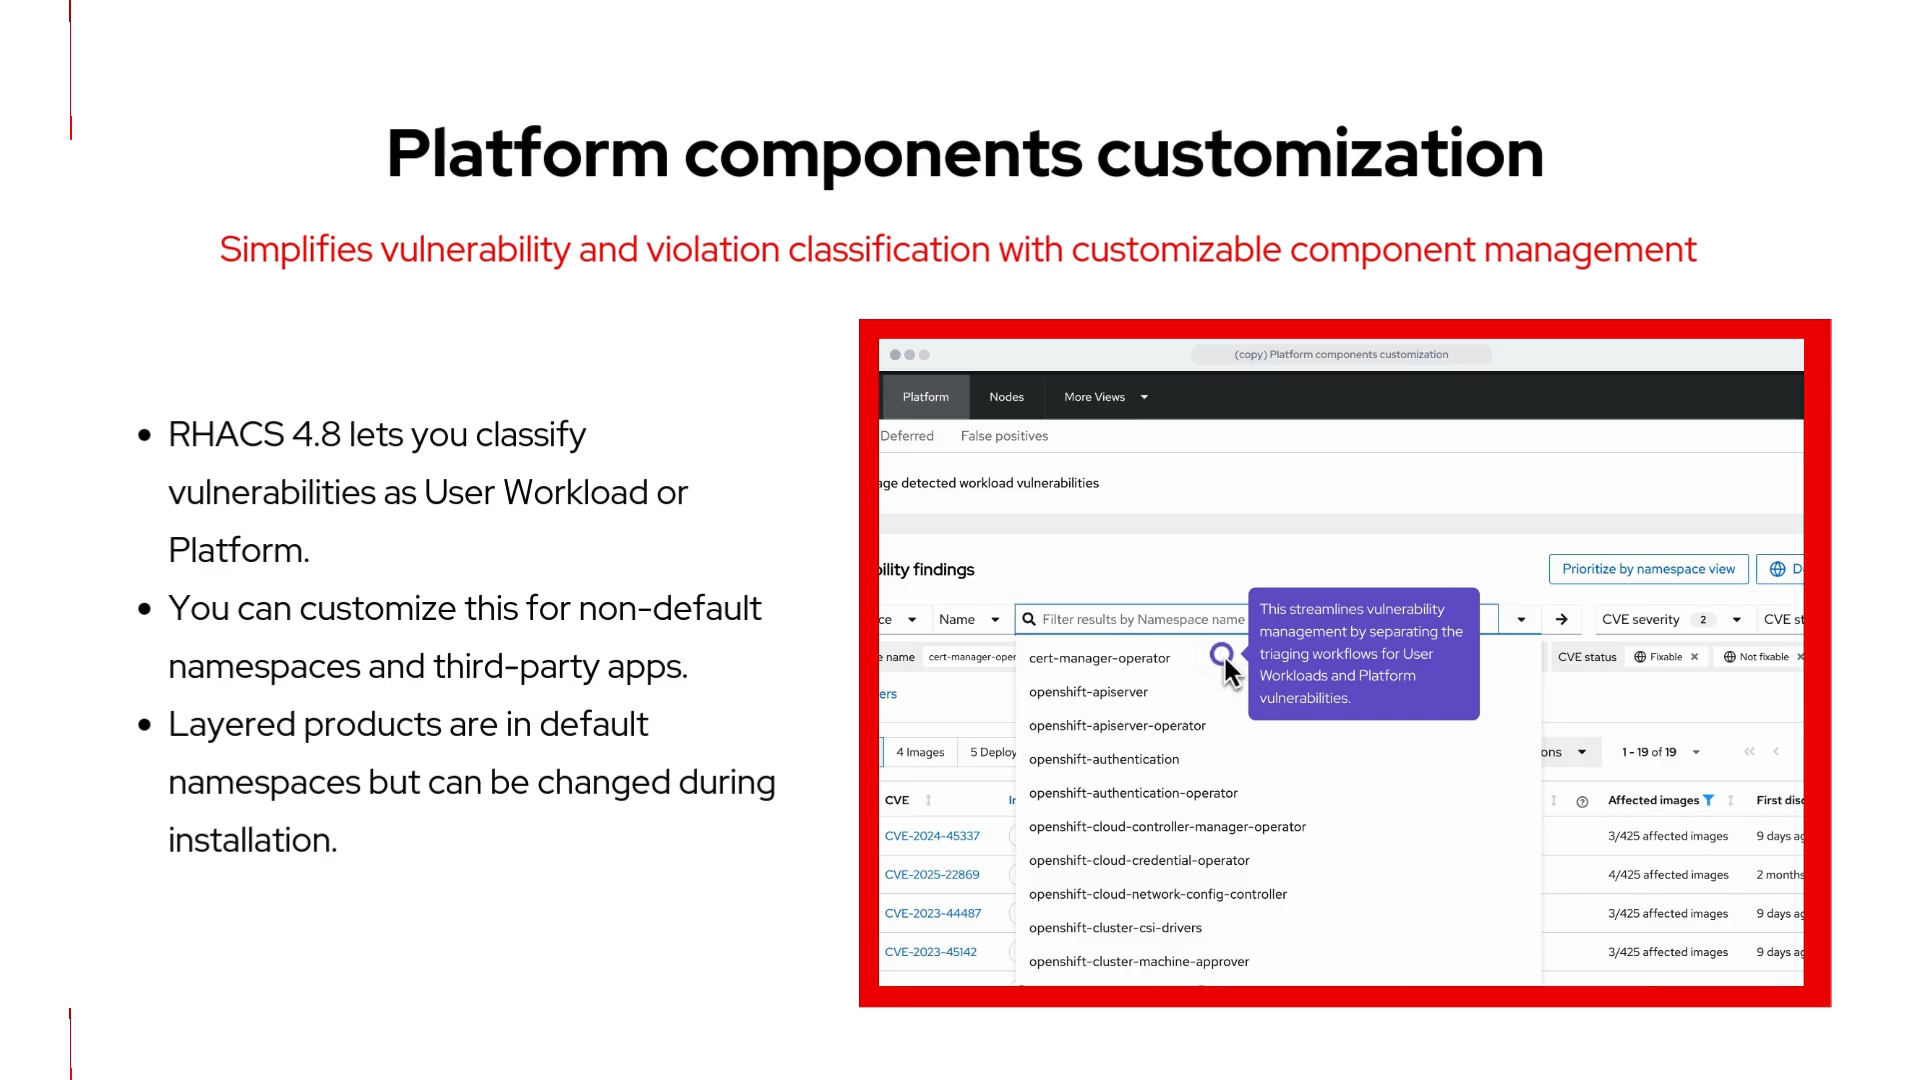 Platform components customization
Simplifies vulnerability and violation classification with customizable component management
RHACS 4.8 lets you classify
vulnerabilities as User Workload or
Platform.
You can customize this for non-default
namespaces and third-party apps.
Layered products are in default
namespaces but can be changed during
installation.
(copy) Platform components customization
Platform Nodes More Views
Deferred False positives
age detected workload vulnerabilities
bility findings
Prioritize by namespace view D
ce Name Filter results by Namespace name CVE severity 2 CVE st
This streamlines vulnerability
management by separating the
triaging workflows for User
Workloads and Platform
vulnerabilities.
e name cert-manager-oper CVE status Fixable Not fixable
ers
cert-manager-operator
openshift-apiserver
openshift-apiserver-operator
openshift-authentication
openshift-authentication-operator
openshift-cloud-controller-manager-operator
openshift-cloud-credential-operator
openshift-cloud-network-config-controller
openshift-cluster-csi-drivers
openshift-cluster-machine-approver
4 Images 5 Deploy ons 1 - 19 of 19
CVE Affected images First disc
CVE-2024-45337 3/425 affected images 9 days ag
CVE-2025-22869 4/425 affected images 2 months
CVE-2023-44487 3/425 affected images 9 days ag
CVE-2023-45142 3/425 affected images 9 days ag